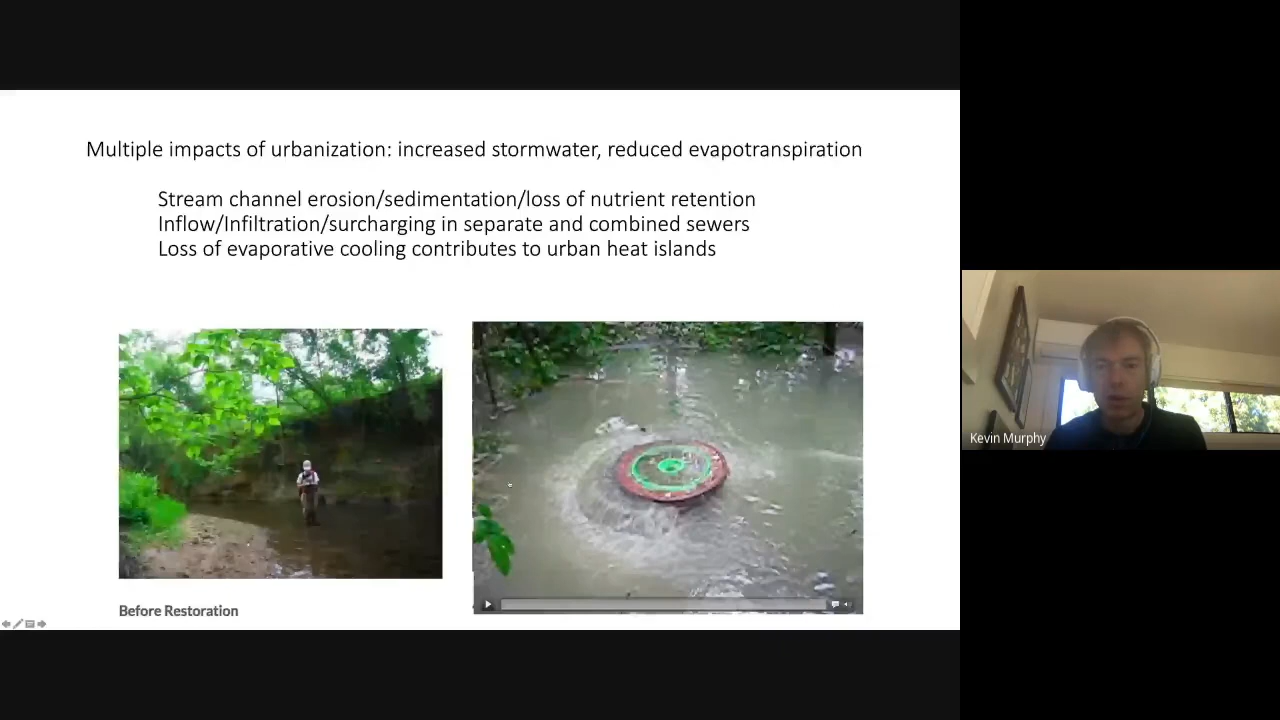 Multiple impacts of urbanization: increased stormwater, reduced evapotranspiration
Stream channel erosion/sedimentation/loss of nutrient retention
Inflow/Infiltration/surcharging in separate and combined sewers
Loss of evaporative cooling contributes to urban heat islands
Kevin Murphy
Before Restoration